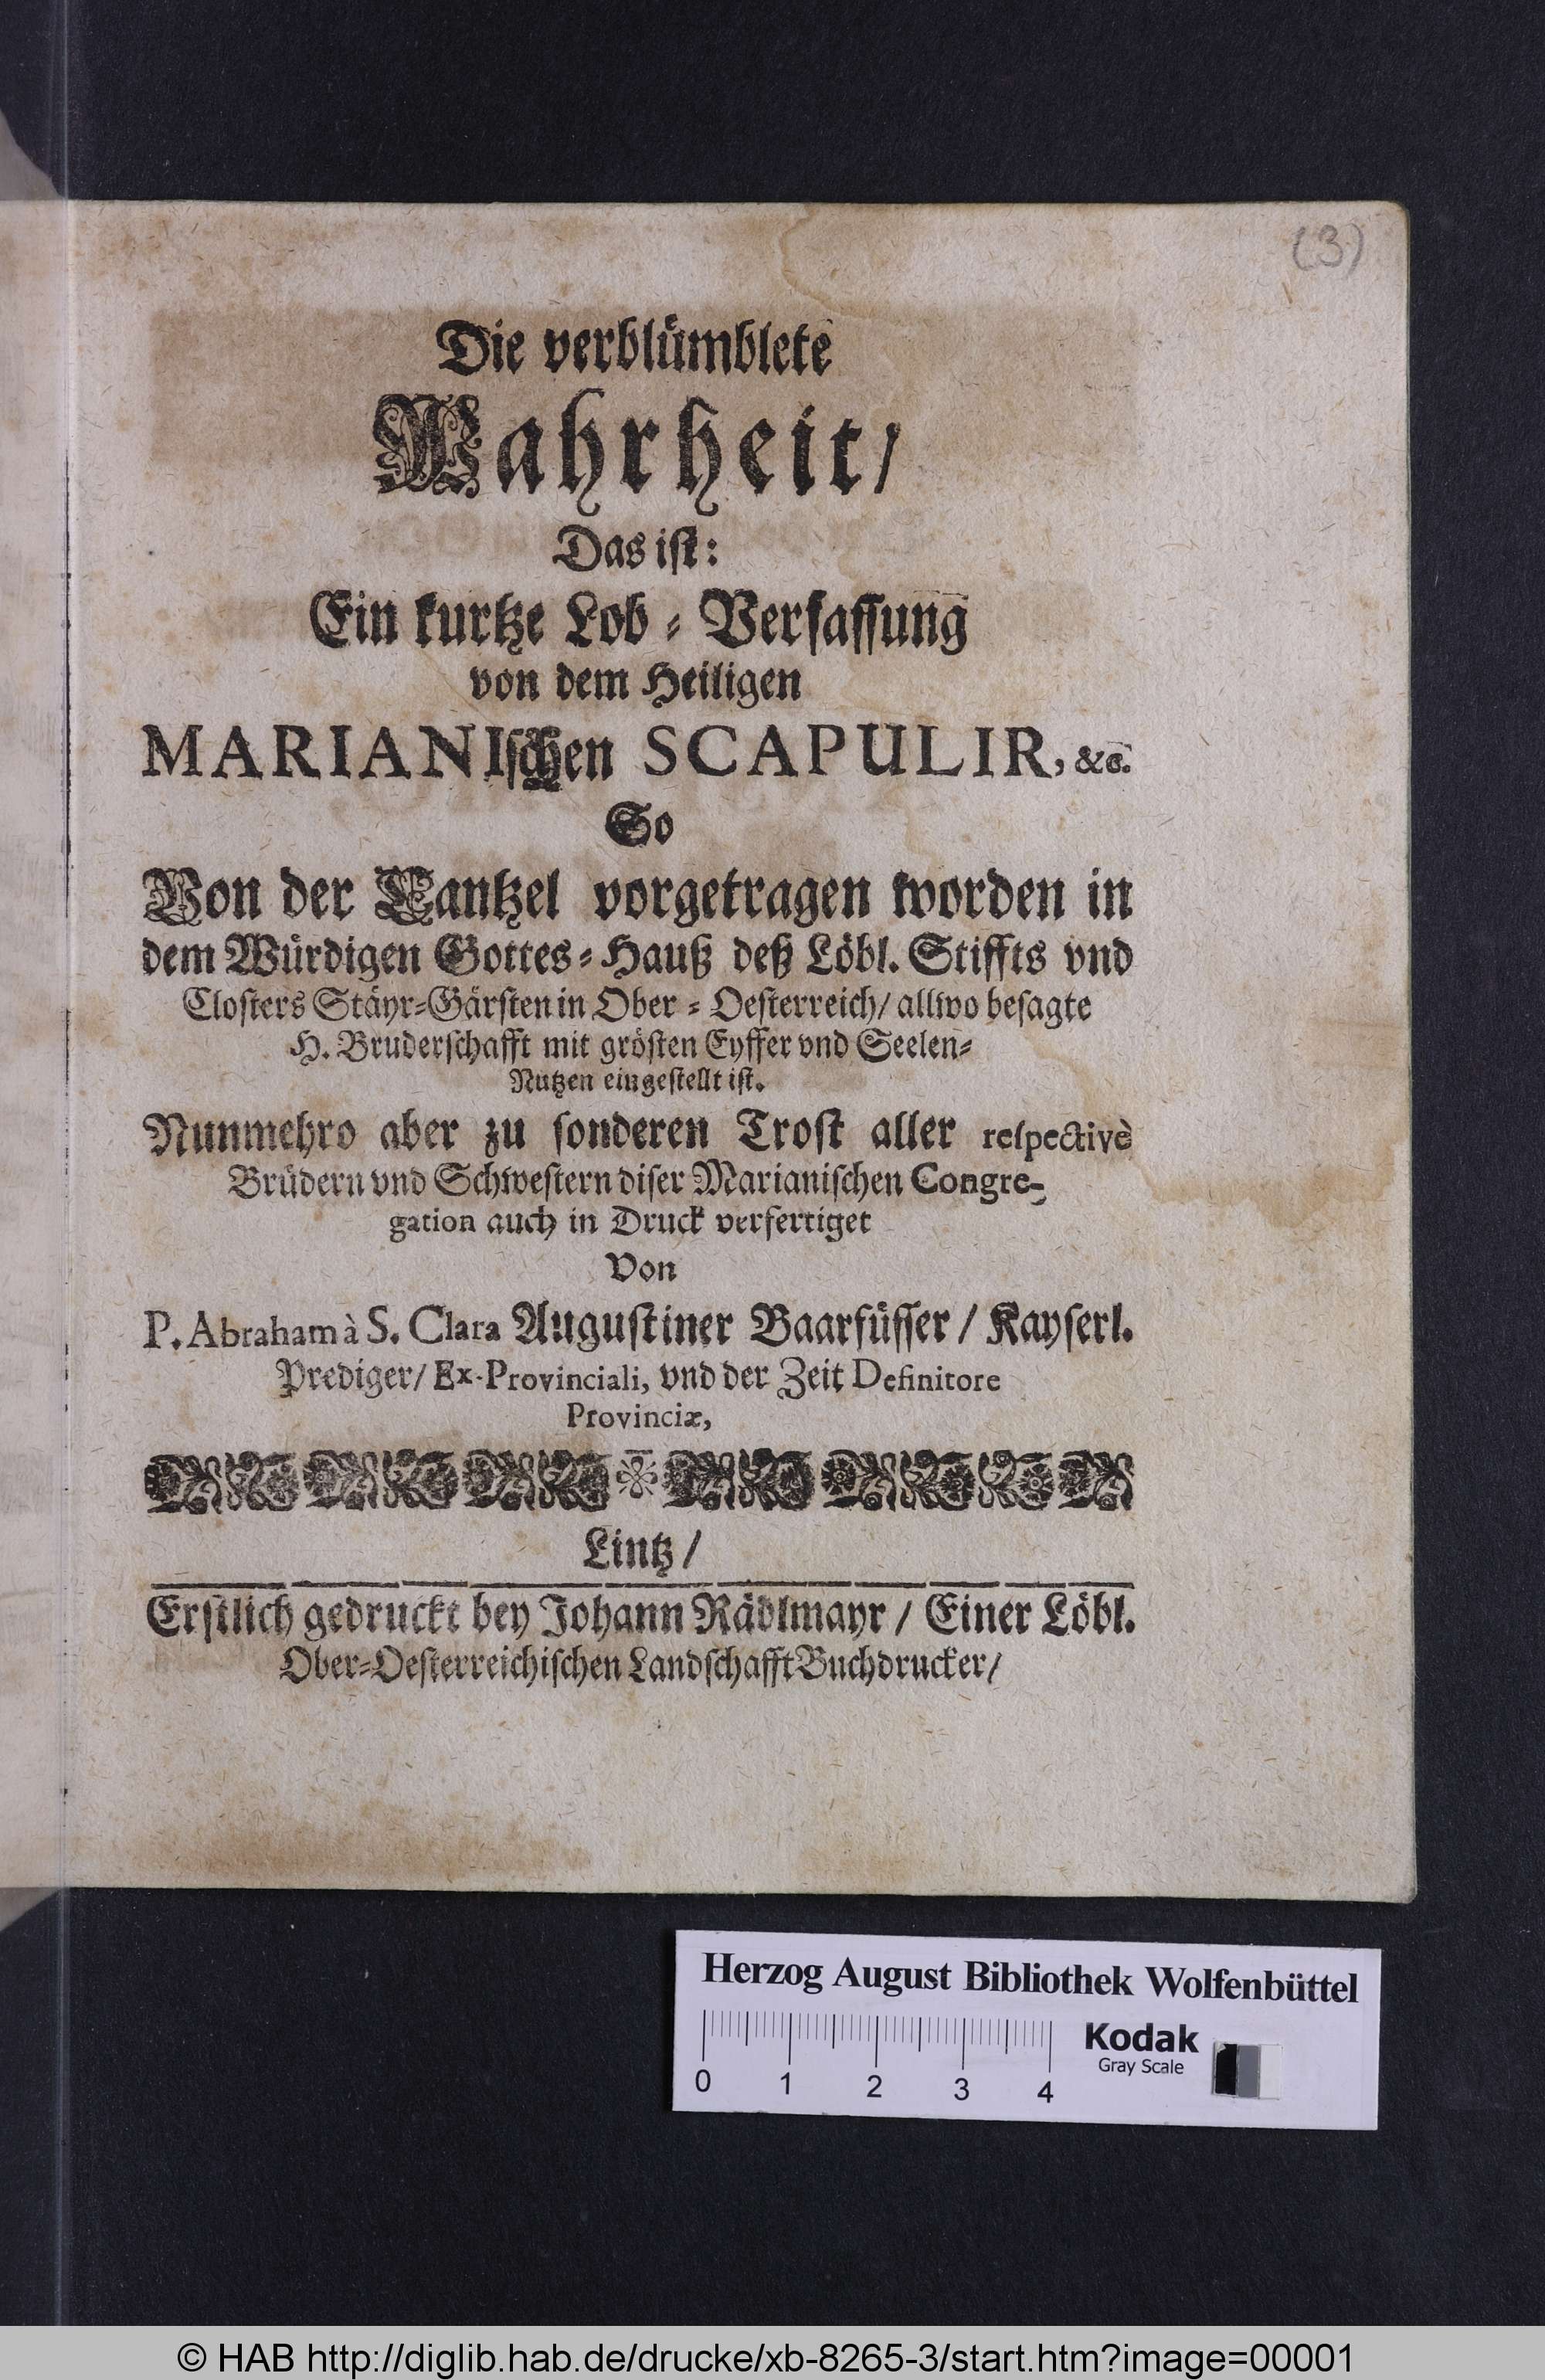 (3)
Die verblümblete
Wahrheit/
Das ist:
Ein kurtze Lob-Verfassung
von dem Heiligen
MARIANIschen SCAPULIR, &c.
So
Von der Cantzel vorgetragen worden in
dem Würdigen Gottes-Hauß deß Löbl. Stiffts vnd
Closters Stäyr-Gärsten in Ober-Oesterreich/ allwo besagte
H. Bruderschafft mit grösten Eyffer vnd Seelen-
Nutzen eingestellt ist.
Nunmehro aber zu sonderen Trost aller respectivè
Brüdern vnd Schwestern diser Marianischen Congre-
gation auch in Druck verfertiget
Von
P. Abraham à S. Clara Augustiner Baarfüsser / Kayserl.
Prediger/ Ex-Provinciali, vnd der Zeit Definitore
Provinciæ,
Lintz/
Erstlich gedruckt bey Johann Rädlmayr / Einer Löbl.
Ober-Oesterreichischen Landschafft Buchdrucker/
Herzog August Bibliothek Wolfenbüttel
Kodak
Gray Scale
0 1 2 3 4
© HAB http://diglib.hab.de/drucke/xb-8265-3/start.htm?image=00001